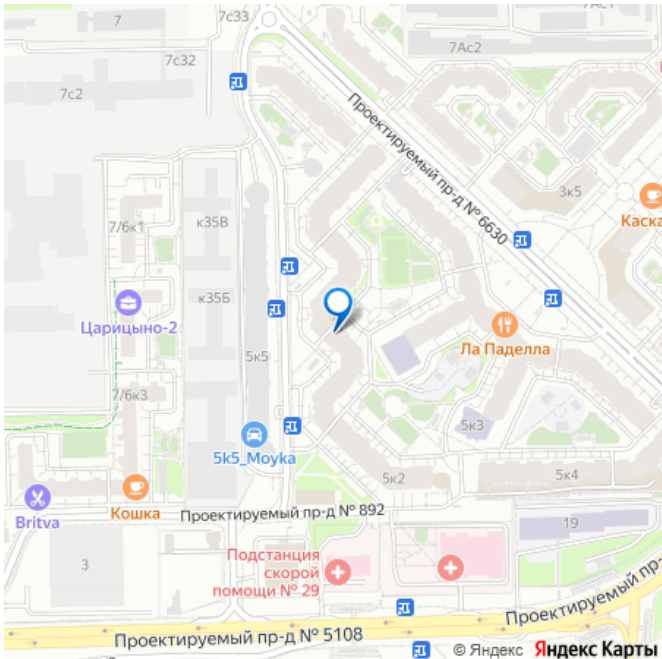 7
7с33
7Ас1
7Ас2
7с32
7с2
Проектируемый пр-д № 6630
3к5
Каска
7/6к1
к35В
к35Б
Царицыно-2
5к5
Ла Паделла
7/6к3
5к3
5k5_Moyka
5к2
5к4
Britva
Кошка
Проектируемый пр-д № 892
19
3
Подстанция
скорой
помощи № 29
Проектируемый пр-
Проектируемый пр-д № 5108
© Яндекс Яндекс Карты